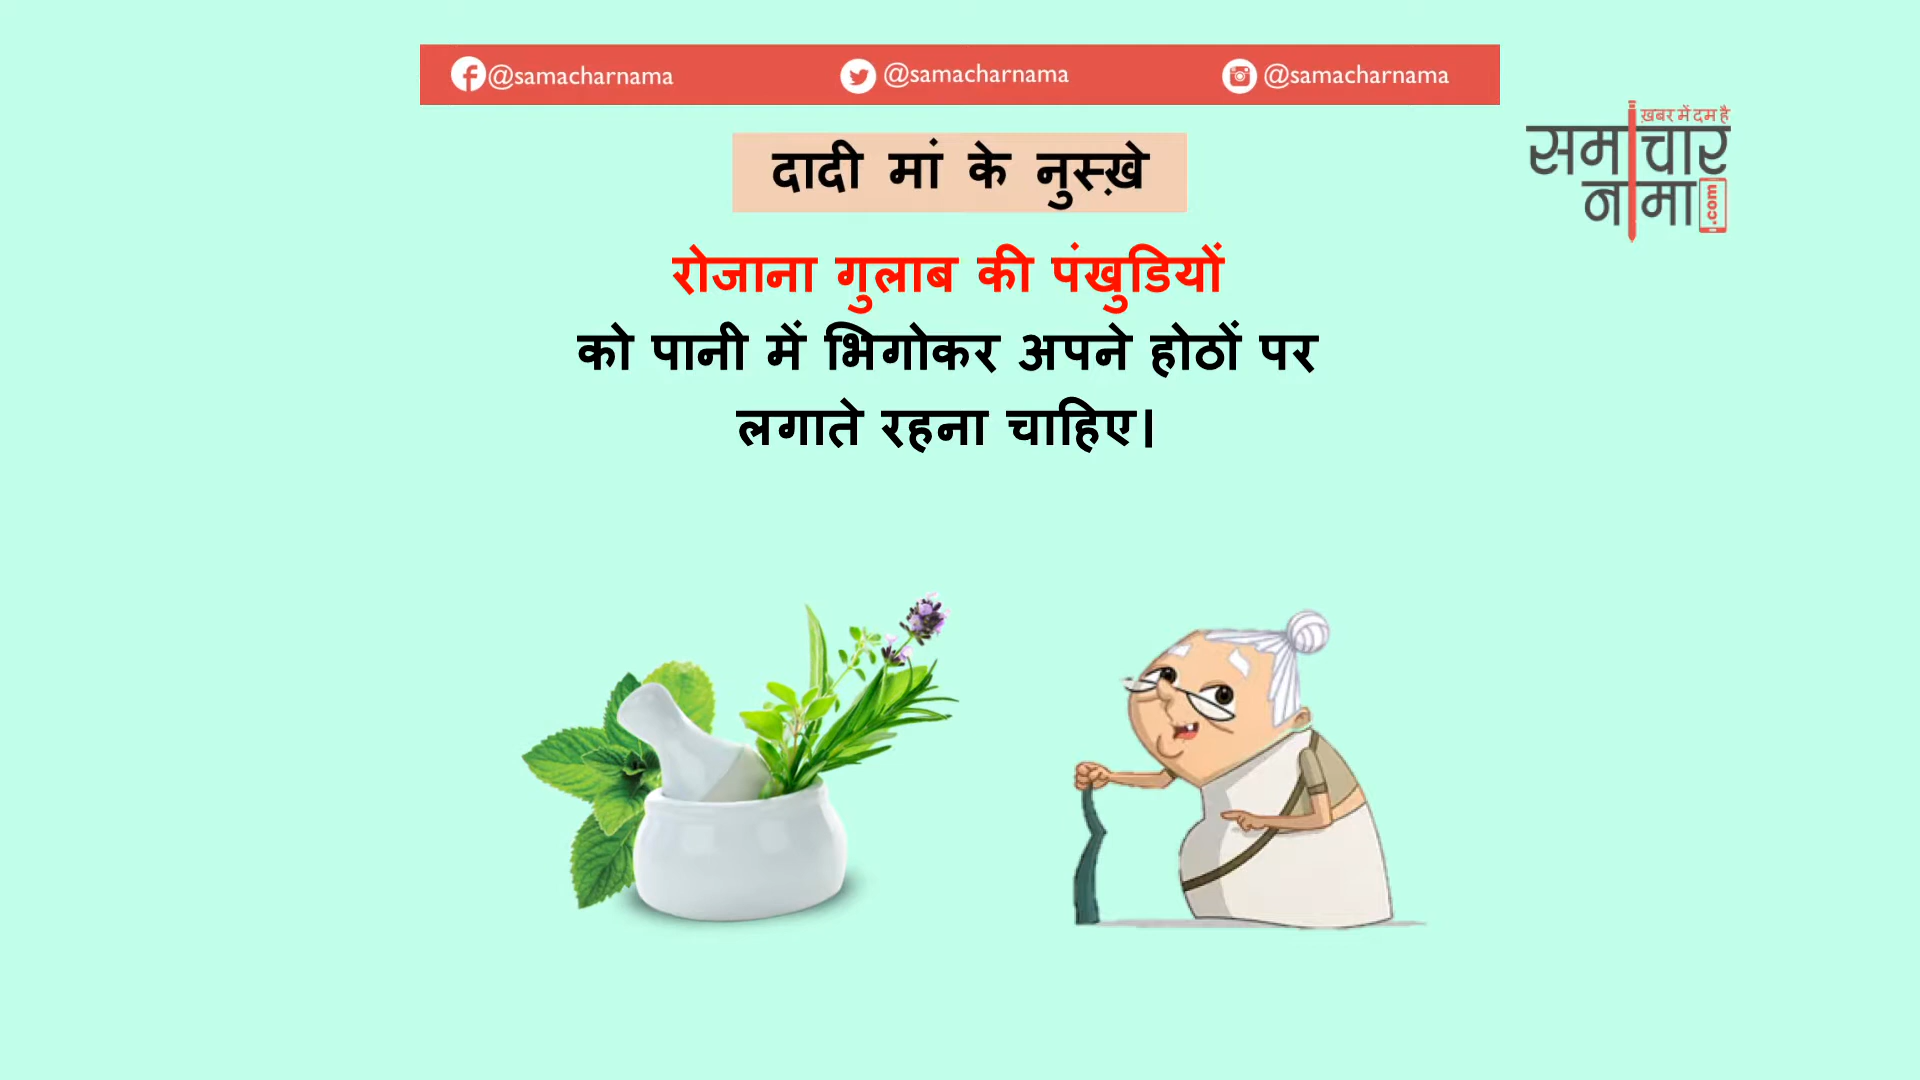 @samacharnama @samacharnama @samacharnama
ख़बर में दम है
समाचार
नामा.com
दादी मां के नुस्ख़े
रोजाना गुलाब की पंखुडियों
को पानी में भिगोकर अपने होठों पर
लगाते रहना चाहिए।